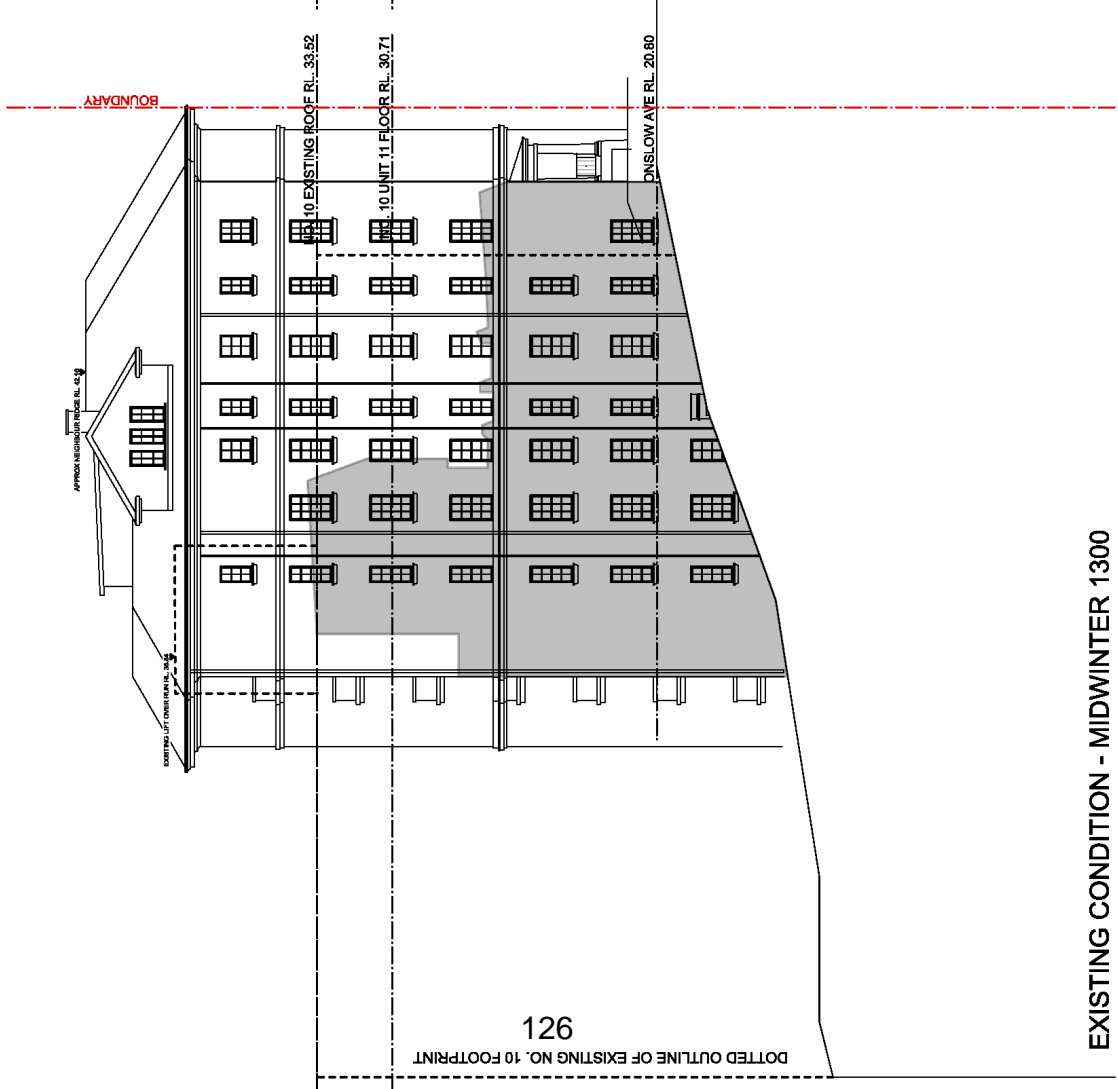 BOUNDARY
NO. 10 EXISTING ROOF RL. 33.52
NO. 10 UNIT 11 FLOOR RL. 30.71
ONSLOW AVE RL. 20.80
APPROX NEIGHBOUR RIDGE RL. 42.10
EXISTING LIFT OVER RUN RL.
126
DOTTED OUTLINE OF EXISTING NO. 10 FOOTPRINT
EXISTING CONDITION - MIDWINTER 1300